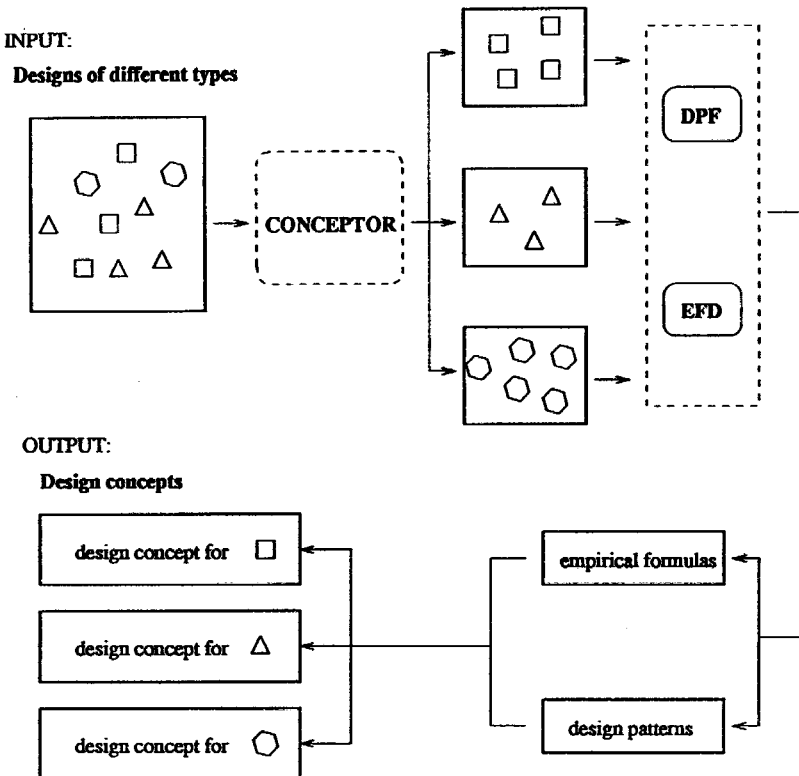 INPUT:
Designs of different types
CONCEPTOR
DPF
EFD
OUTPUT:
Design concepts
design concept for
design concept for
design concept for
empirical formulas
design patterns